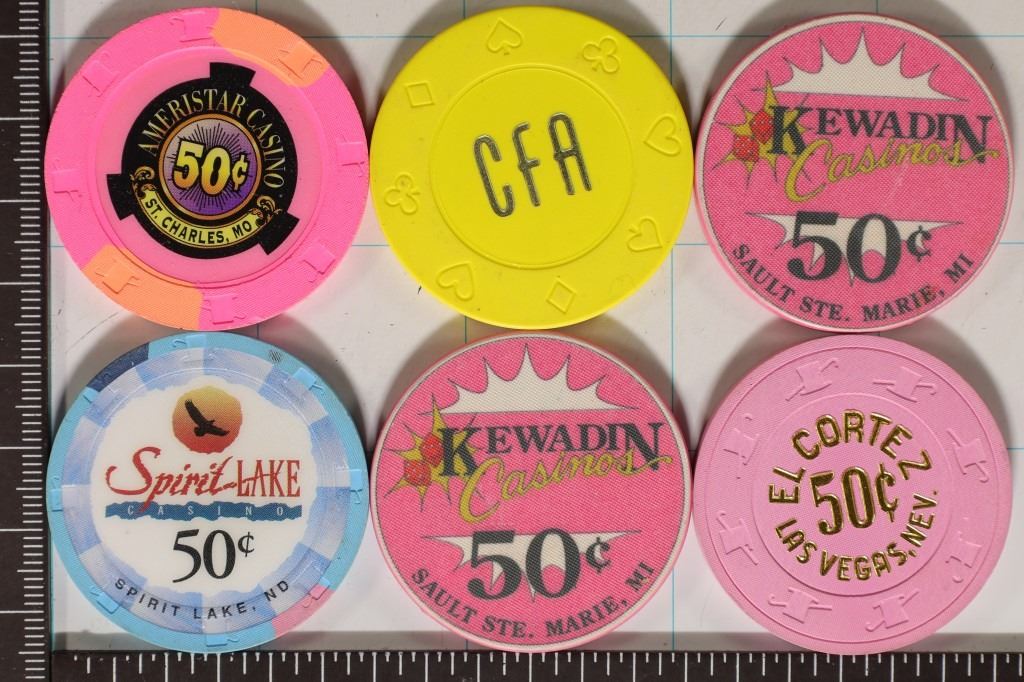 AMERISTAR CASINO
50¢
ST. CHARLES, MO
CFA
KEWADIN
Casinos
50¢
SAULT STE. MARIE, MI
Spirit LAKE
CASINO
50¢
SPIRIT LAKE, ND
KEWADIN
Casinos
50¢
SAULT STE. MARIE, MI
EL CORTEZ
50¢
LAS VEGAS, NEV.